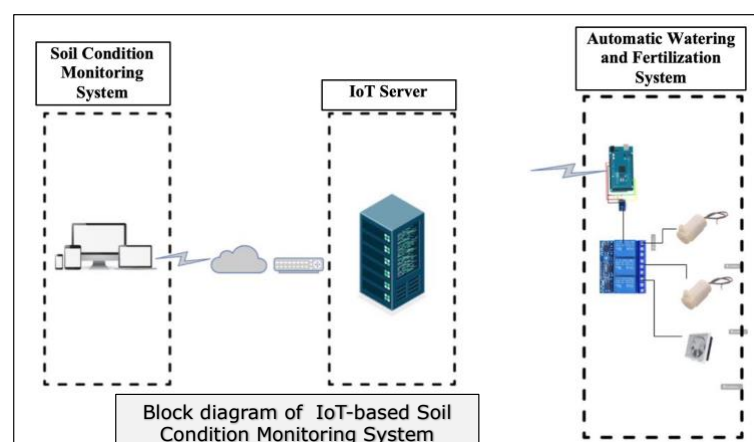 Soil Condition
Monitoring
System
IoT Server
Automatic Watering
and Fertilization
System
Block diagram of IoT-based Soil
Condition Monitoring System